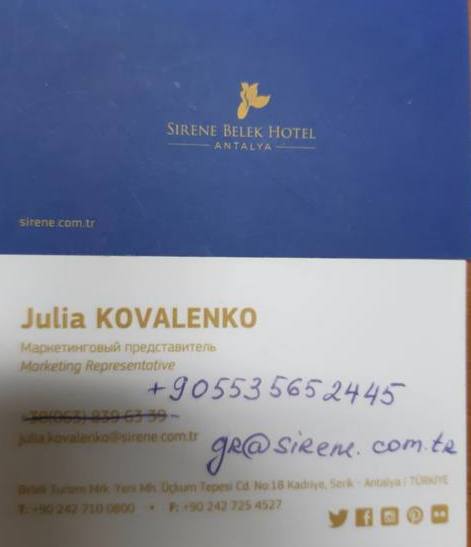 SIRENE BELEK HOTEL
ANTALYA
sirene.com.tr
Julia KOVALENKO
Маркетинговый представитель
Marketing Representative
+905535652445
+38(063) 839 63 39
julia.kovalenko@sirene.com.tr
gr@sirene.com.tr
Belek Turizm Mrk. Yeni Mh. Üçkum Tepesi Cd. No:18 Kadriye, Serik - Antalya / TÜRKİYE
T: +90 242 710 0800 • F: +90 242 725 4527